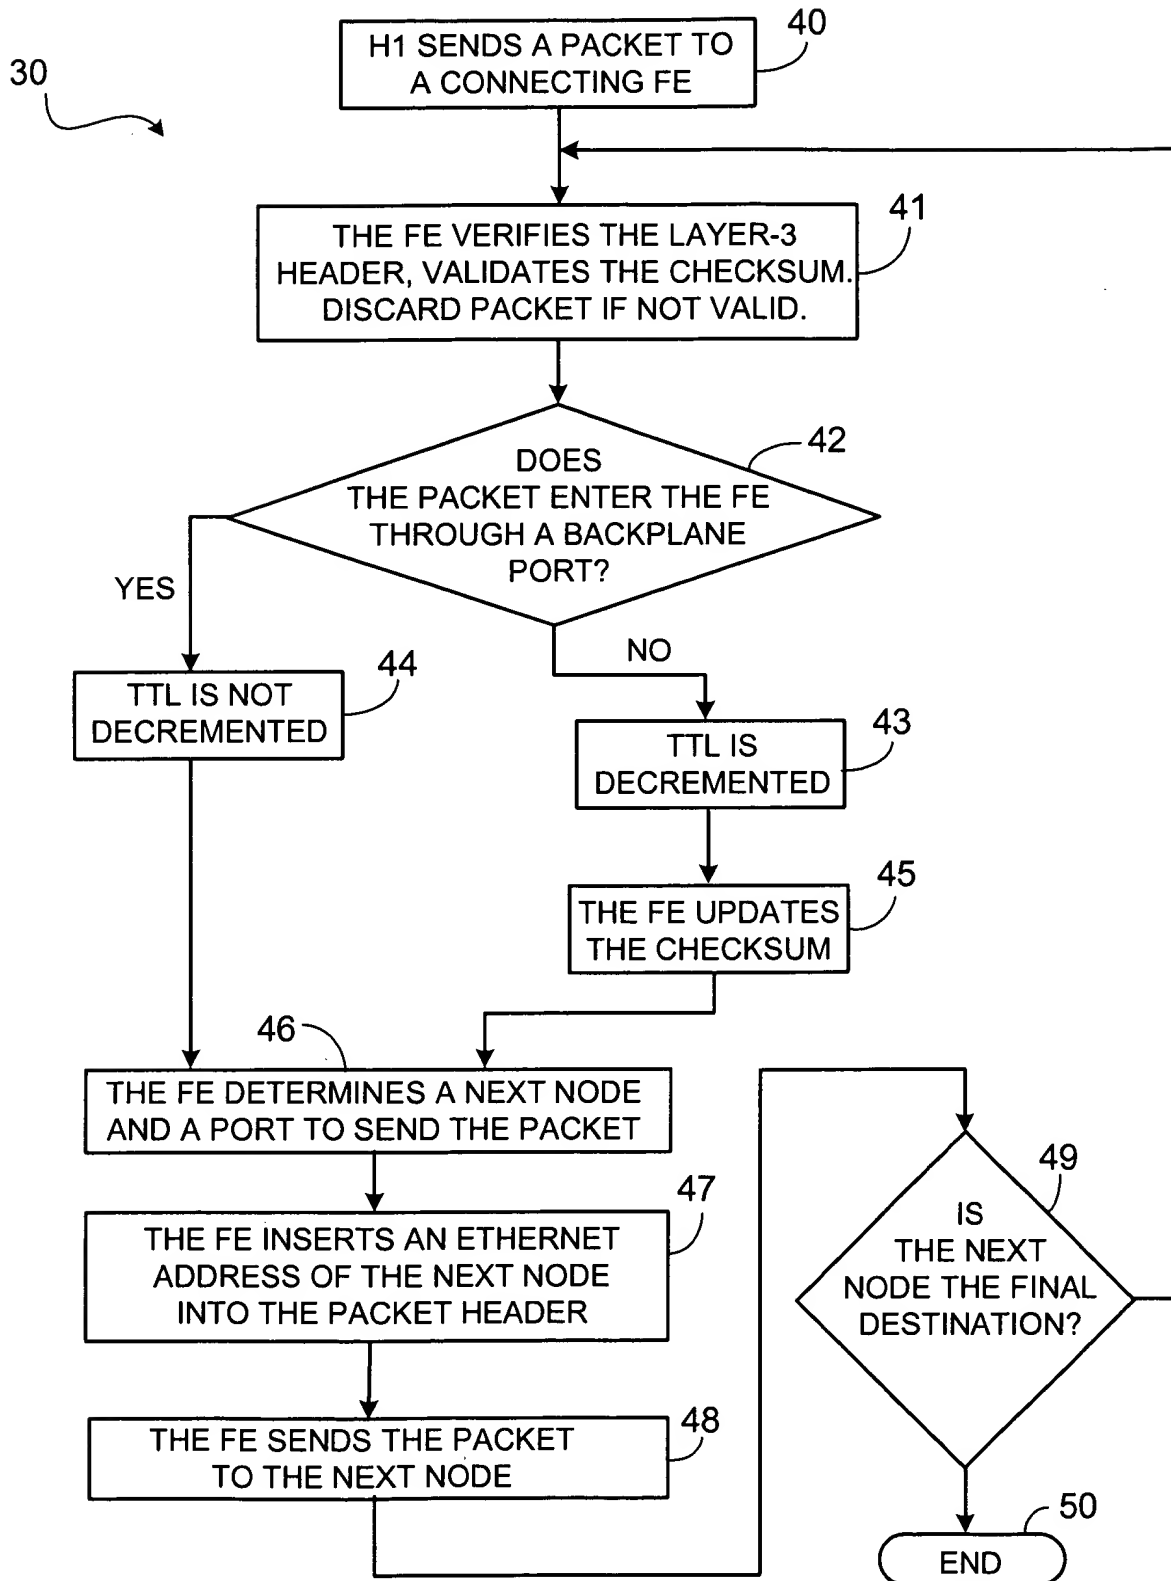 30
H1 SENDS A PACKET TO
A CONNECTING FE
40
THE FE VERIFIES THE LAYER-3
HEADER, VALIDATES THE CHECKSUM.
DISCARD PACKET IF NOT VALID.
41
DOES
THE PACKET ENTER THE FE
THROUGH A BACKPLANE
PORT?
42
YES
NO
TTL IS NOT
DECREMENTED
44
TTL IS
DECREMENTED
43
THE FE UPDATES
THE CHECKSUM
45
46
THE FE DETERMINES A NEXT NODE
AND A PORT TO SEND THE PACKET
THE FE INSERTS AN ETHERNET
ADDRESS OF THE NEXT NODE
INTO THE PACKET HEADER
47
THE FE SENDS THE PACKET
TO THE NEXT NODE
48
IS
THE NEXT
NODE THE FINAL
DESTINATION?
49
END
50